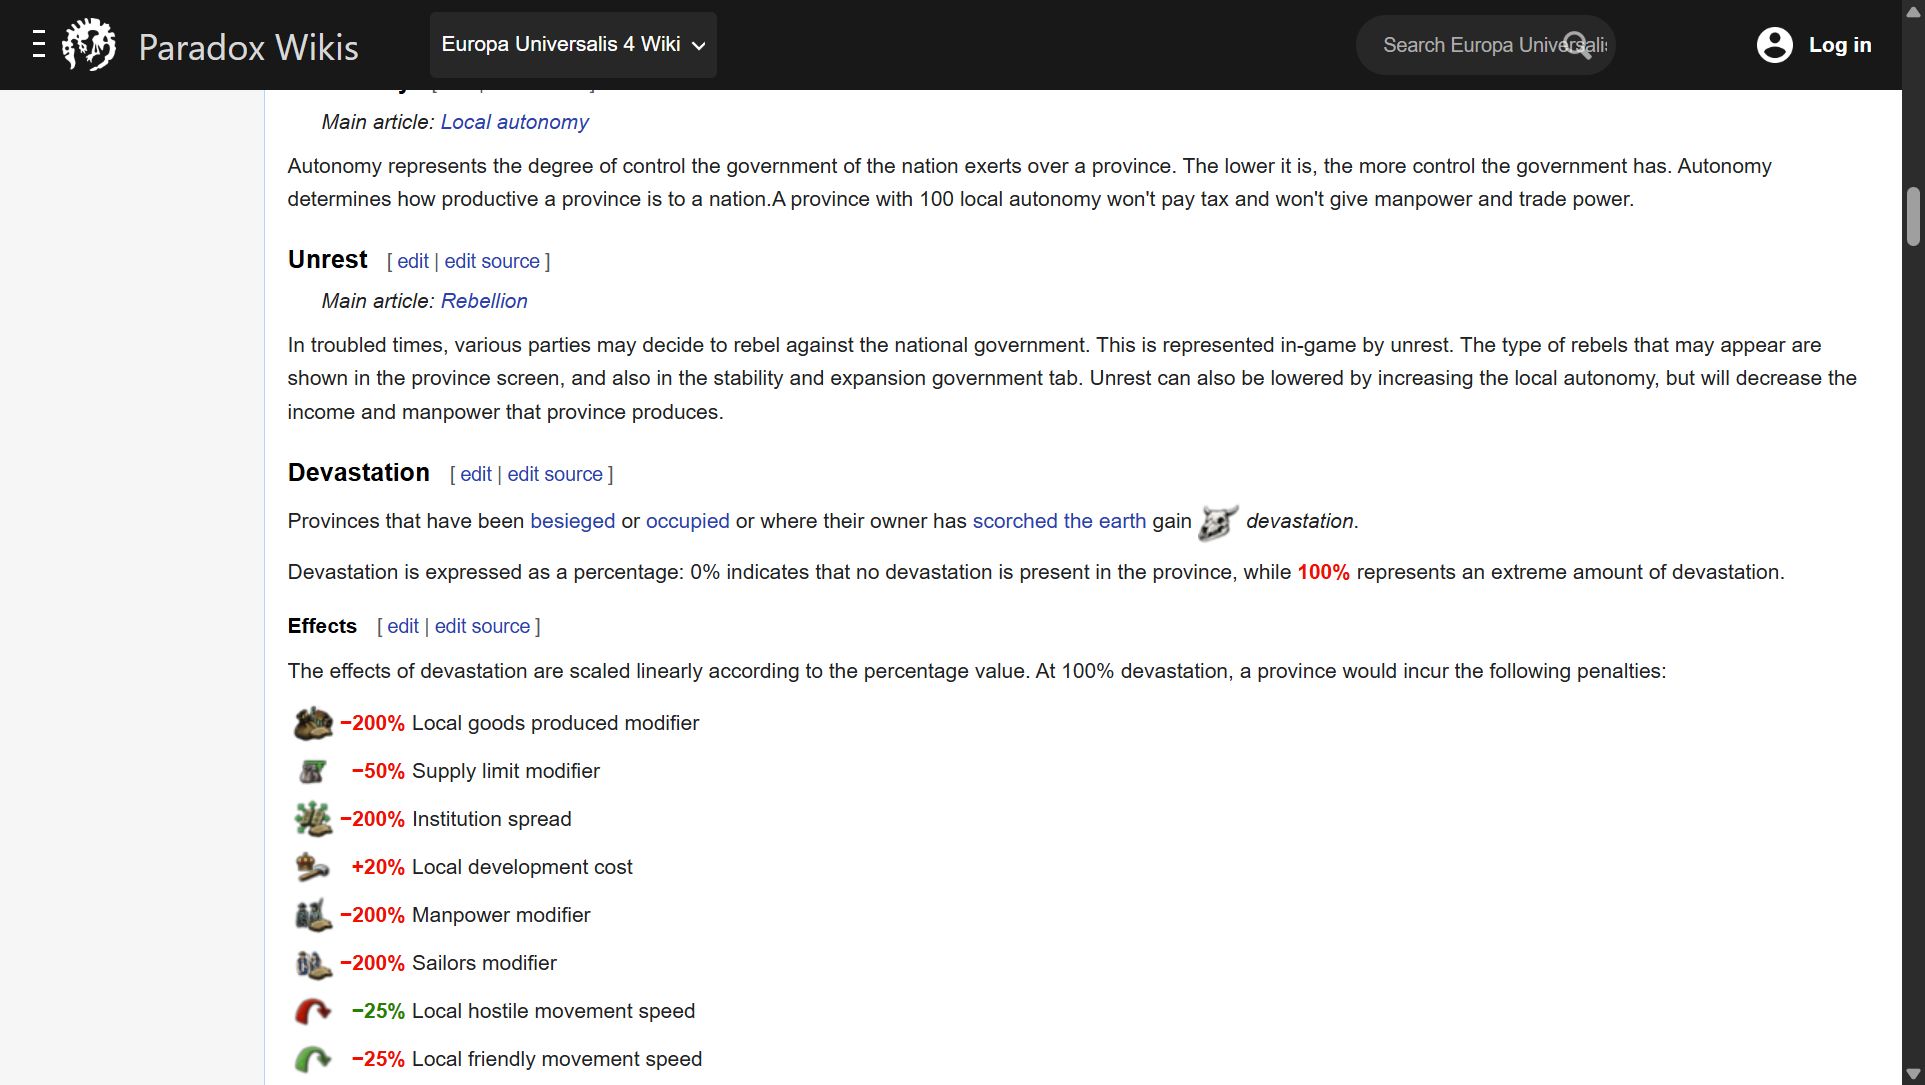 Paradox Wikis
Europa Universalis 4 Wiki
Search Europa Universalis
Log in
Main article: Local autonomy
Autonomy represents the degree of control the government of the nation exerts over a province. The lower it is, the more control the government has. Autonomy
determines how productive a province is to a nation.A province with 100 local autonomy won't pay tax and won't give manpower and trade power.
Unrest [ edit | edit source ]
Main article: Rebellion
In troubled times, various parties may decide to rebel against the national government. This is represented in-game by unrest. The type of rebels that may appear are
shown in the province screen, and also in the stability and expansion government tab. Unrest can also be lowered by increasing the local autonomy, but will decrease the
income and manpower that province produces.
Devastation [ edit | edit source ]
Provinces that have been besieged or occupied or where their owner has scorched the earth gain devastation.
Devastation is expressed as a percentage: 0% indicates that no devastation is present in the province, while 100% represents an extreme amount of devastation.
Effects [ edit | edit source ]
The effects of devastation are scaled linearly according to the percentage value. At 100% devastation, a province would incur the following penalties:
−200% Local goods produced modifier
−50% Supply limit modifier
−200% Institution spread
+20% Local development cost
−200% Manpower modifier
−200% Sailors modifier
−25% Local hostile movement speed
−25% Local friendly movement speed